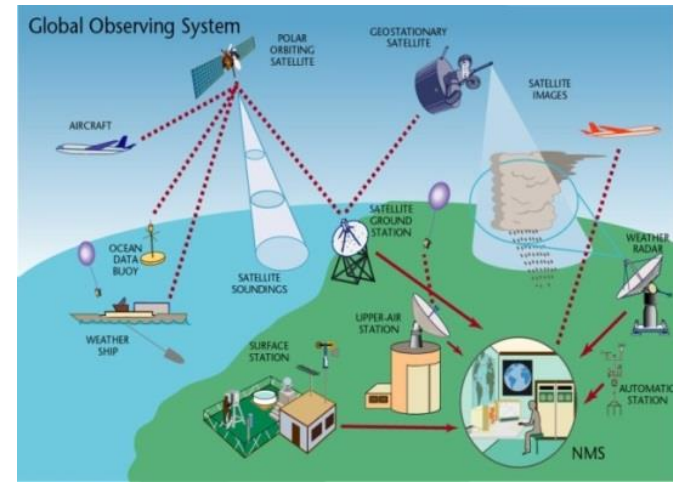 Global Observing System
POLAR
ORBITING
SATELLITE
GEOSTATIONARY
SATELLITE
SATELLITE
IMAGES
AIRCRAFT
OCEAN
DATA
BUOY
SATELLITE
SOUNDINGS
SATELLITE
GROUND
STATION
WEATHER
RADAR
WEATHER
SHIP
UPPER-AIR
STATION
SURFACE
STATION
AUTOMATIC
STATION
NMS